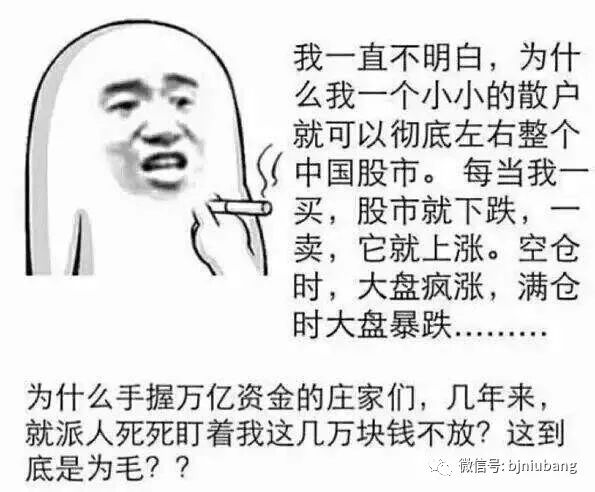 我一直不明白，为什
么我一个小小的散户
就可以彻底左右整个
中国股市。 每当我一
买，股市就下跌，一
卖，它就上涨。空仓
时，大盘疯涨，满仓
时大盘暴跌………
为什么手握万亿资金的庄家们，几年来，
就派人死死盯着我这几万块钱不放？这到
底是为毛？？
微信号: bjniubang